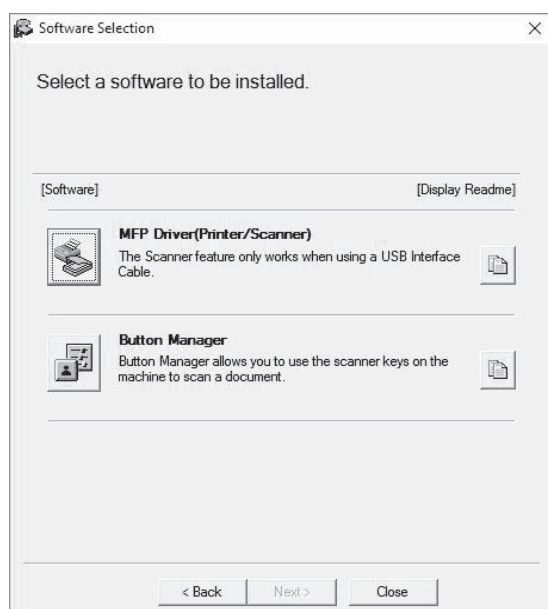 Software Selection
Select a software to be installed.
[Software] [Display Readme]
MFP Driver(Printer/Scanner)
The Scanner feature only works when using a USB Interface
Cable.
Button Manager
Button Manager allows you to use the scanner keys on the
machine to scan a document.
< Back Next > Close